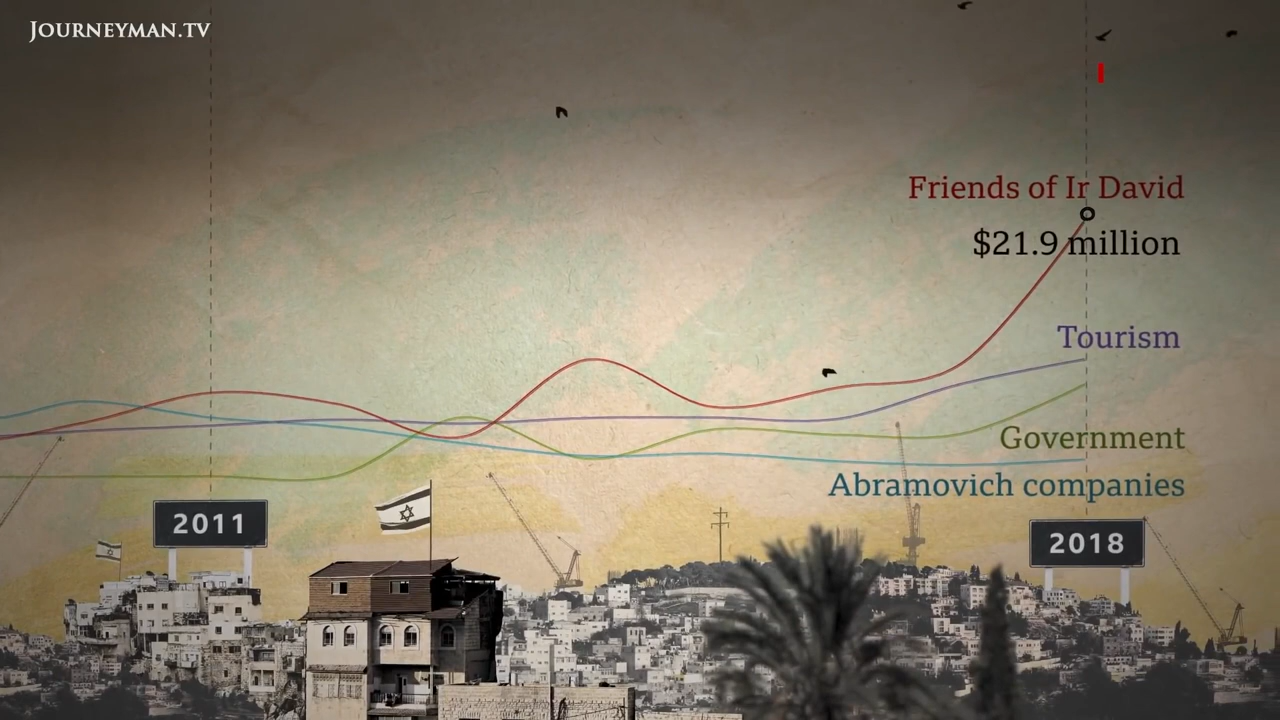 JOURNEYMAN.TV
Friends of Ir David
$21.9 million
Tourism
Government
Abramovich companies
2011
2018